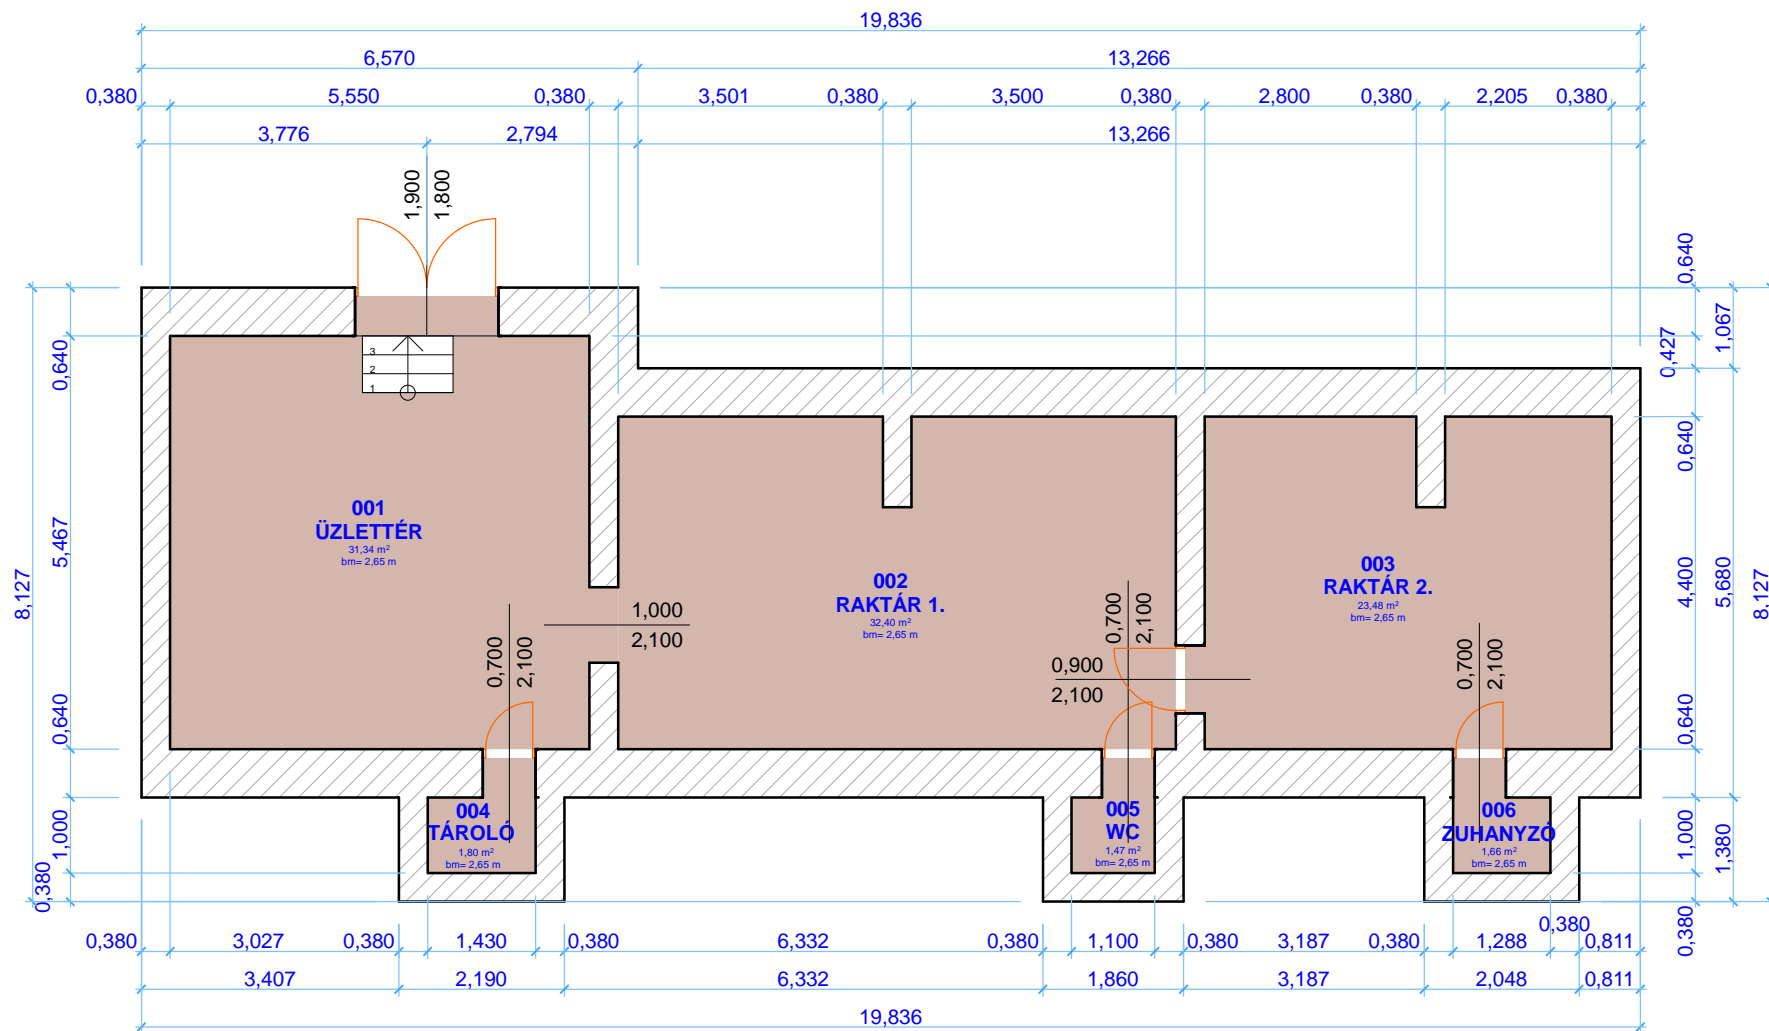 19,836
6,570 13,266
0,380 5,550 0,380 3,501 0,380 3,500 0,380 2,800 0,380 2,205 0,380
3,776 2,794 13,266
1,900
1,800
0,640
1,067
0,427
0,640
4,400
5,680
8,127
0,640
1,000
1,380
0,380
0,640
5,467
8,127
0,640
1,000
0,380
3
2
1
001
ÜZLETTÉR
31,34 m²
bm= 2,65 m
1,000
2,100
0,700
2,100
002
RAKTÁR 1.
32,40 m²
bm= 2,65 m
0,700
2,100
0,900
2,100
003
RAKTÁR 2.
23,48 m²
bm= 2,65 m
0,700
2,100
004
TÁROLÓ
1,80 m²
bm= 2,65 m
005
WC
1,47 m²
bm= 2,65 m
006
ZUHANYZÓ
1,66 m²
bm= 2,65 m
0,380 3,027 0,380 1,430 0,380 6,332 0,380 1,100 0,380 3,187 0,380 1,288 0,380 0,811
3,407 2,190 6,332 1,860 3,187 2,048 0,811
19,836